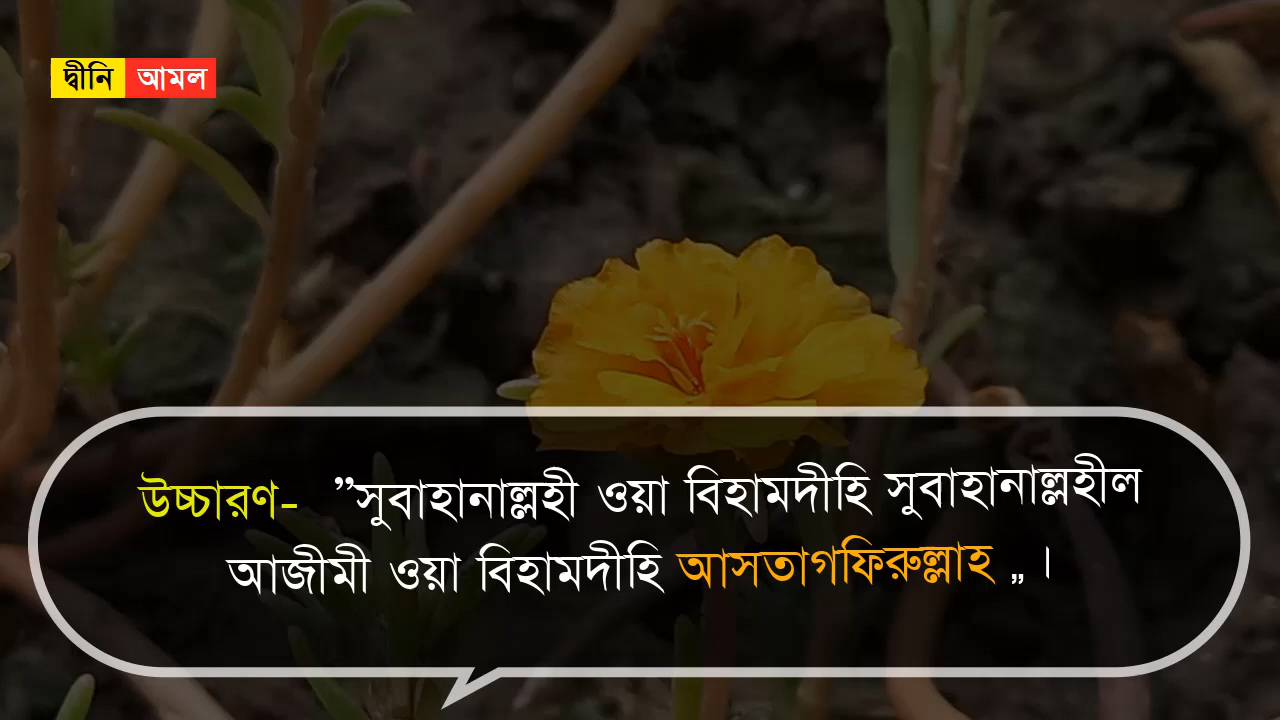 দ্বীনি আমল
উচ্চারণ- ”সুবাহানাল্লহী ওয়া বিহামদীহি সুবাহানাল্লহীল
আজীমী ওয়া বিহামদীহি আসতাগফিরুল্লাহ „ ।